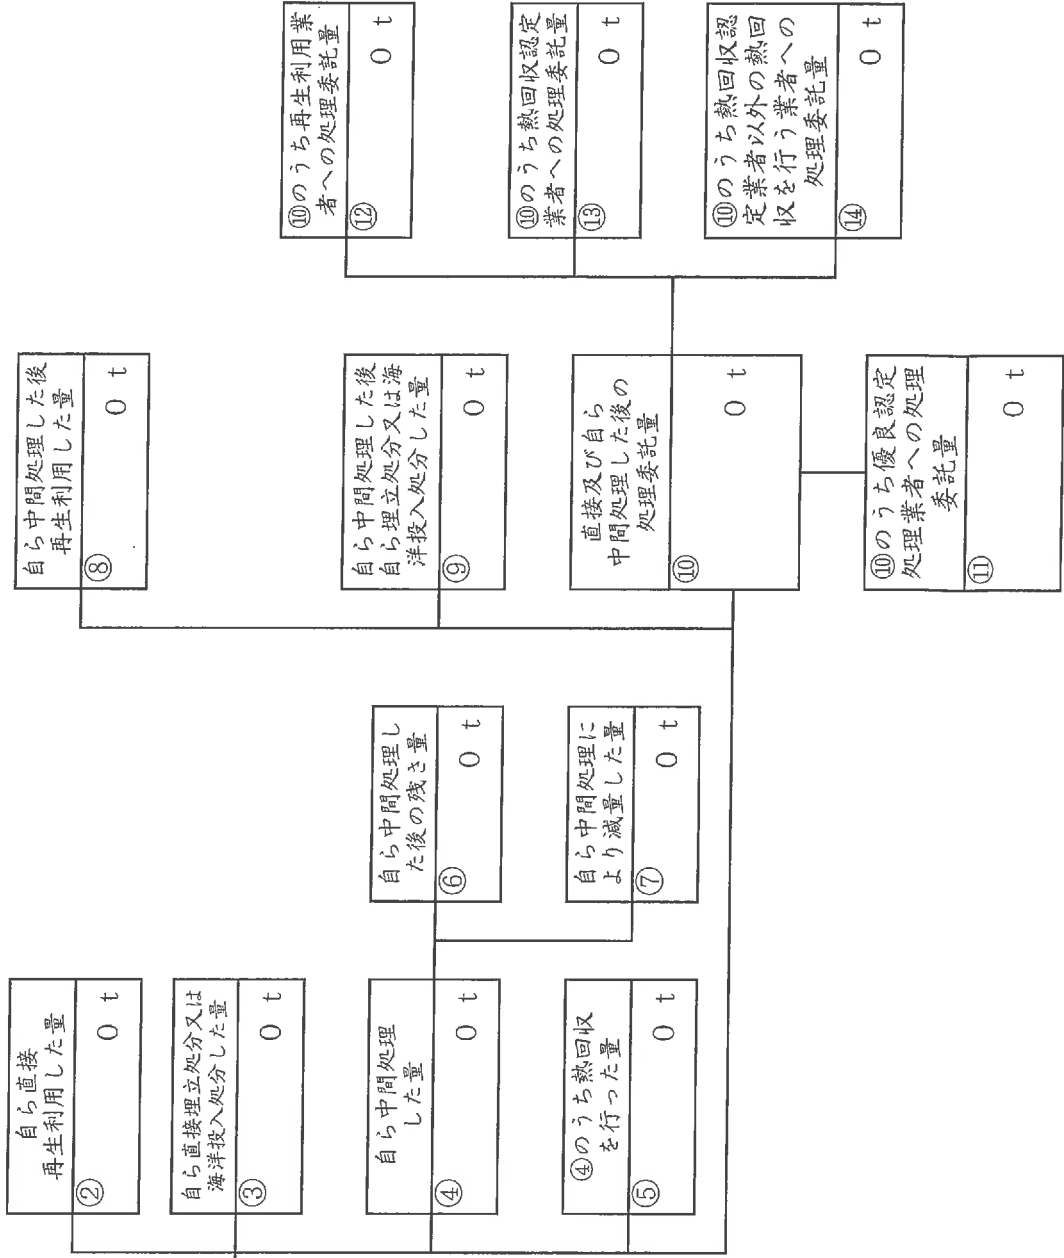 自ら直接
再生利用した量
②
0 t
自ら直接埋立処分又は
海洋投入処分した量
③
0 t
自ら中間処理
した量
④
0 t
④のうち熱回収
を行った量
⑤
0 t
自ら中間処理し
た後の残さ量
⑥
0 t
自ら中間処理に
より減量した量
⑦
0 t
自ら中間処理した後
再生利用した量
⑧
0 t
自ら中間処理した後
自ら埋立処分又は海
洋投入処分した量
⑨
0 t
直接及び自ら
中間処理した後の
処理委託量
⑩
0 t
⑩のうち優良認定
処理業者への処理
委託量
⑪
0 t
⑩のうち再生利用業
者への処理委託量
⑫
0 t
⑩のうち熱回収認定
業者への処理委託量
⑬
0 t
⑩のうち熱回収認
定業者以外の熱回
収を行う業者への
処理委託量
⑭
0 t